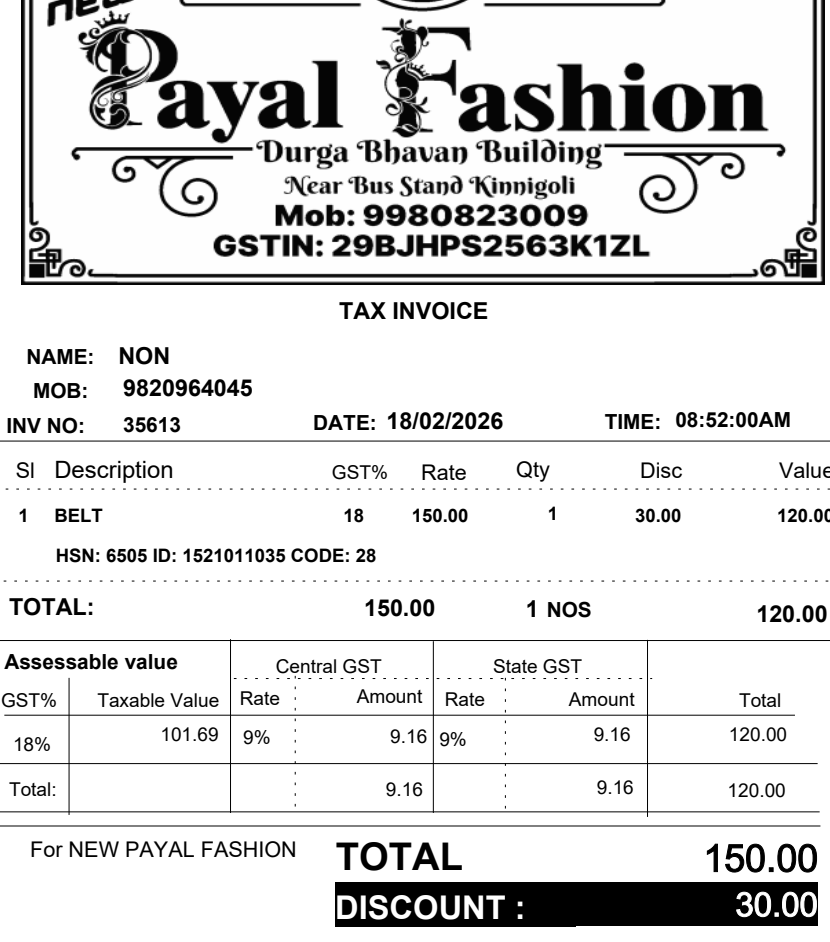 New
Payal Fashion
Durga Bhavan Building
Near Bus Stand Kinnigoli
Mob: 9980823009
GSTIN: 29BJHPS2563K1ZL
TAX INVOICE
NAME: NON
MOB: 9820964045
INV NO: 35613 DATE: 18/02/2026 TIME: 08:52:00AM
Sl Description GST% Rate Qty Disc Value
1 BELT 18 150.00 1 30.00 120.00
HSN: 6505 ID: 1521011035 CODE: 28
TOTAL: 150.00 1 NOS 120.00
Assessable value Central GST State GST
GST% Taxable Value Rate Amount Rate Amount Total
18% 101.69 9% 9.16 9% 9.16 120.00
Total: 9.16 9.16 120.00
For NEW PAYAL FASHION TOTAL 150.00
DISCOUNT : 30.00